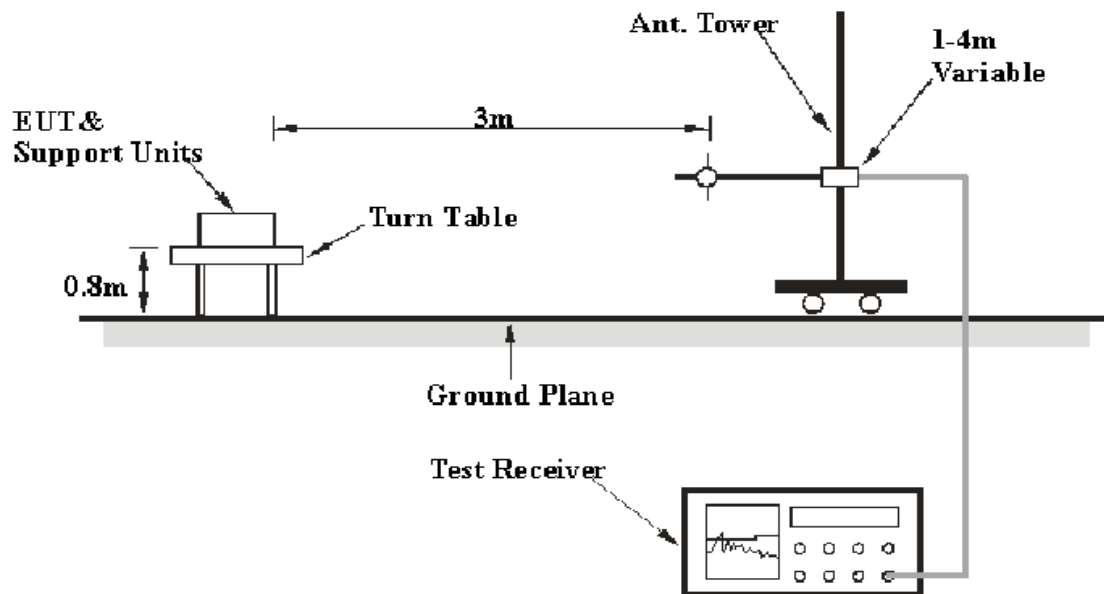 Ant. Tower
1-4m
Variable
3m
EUT&
Support Units
Turn Table
0.8m
Ground Plane
Test Receiver